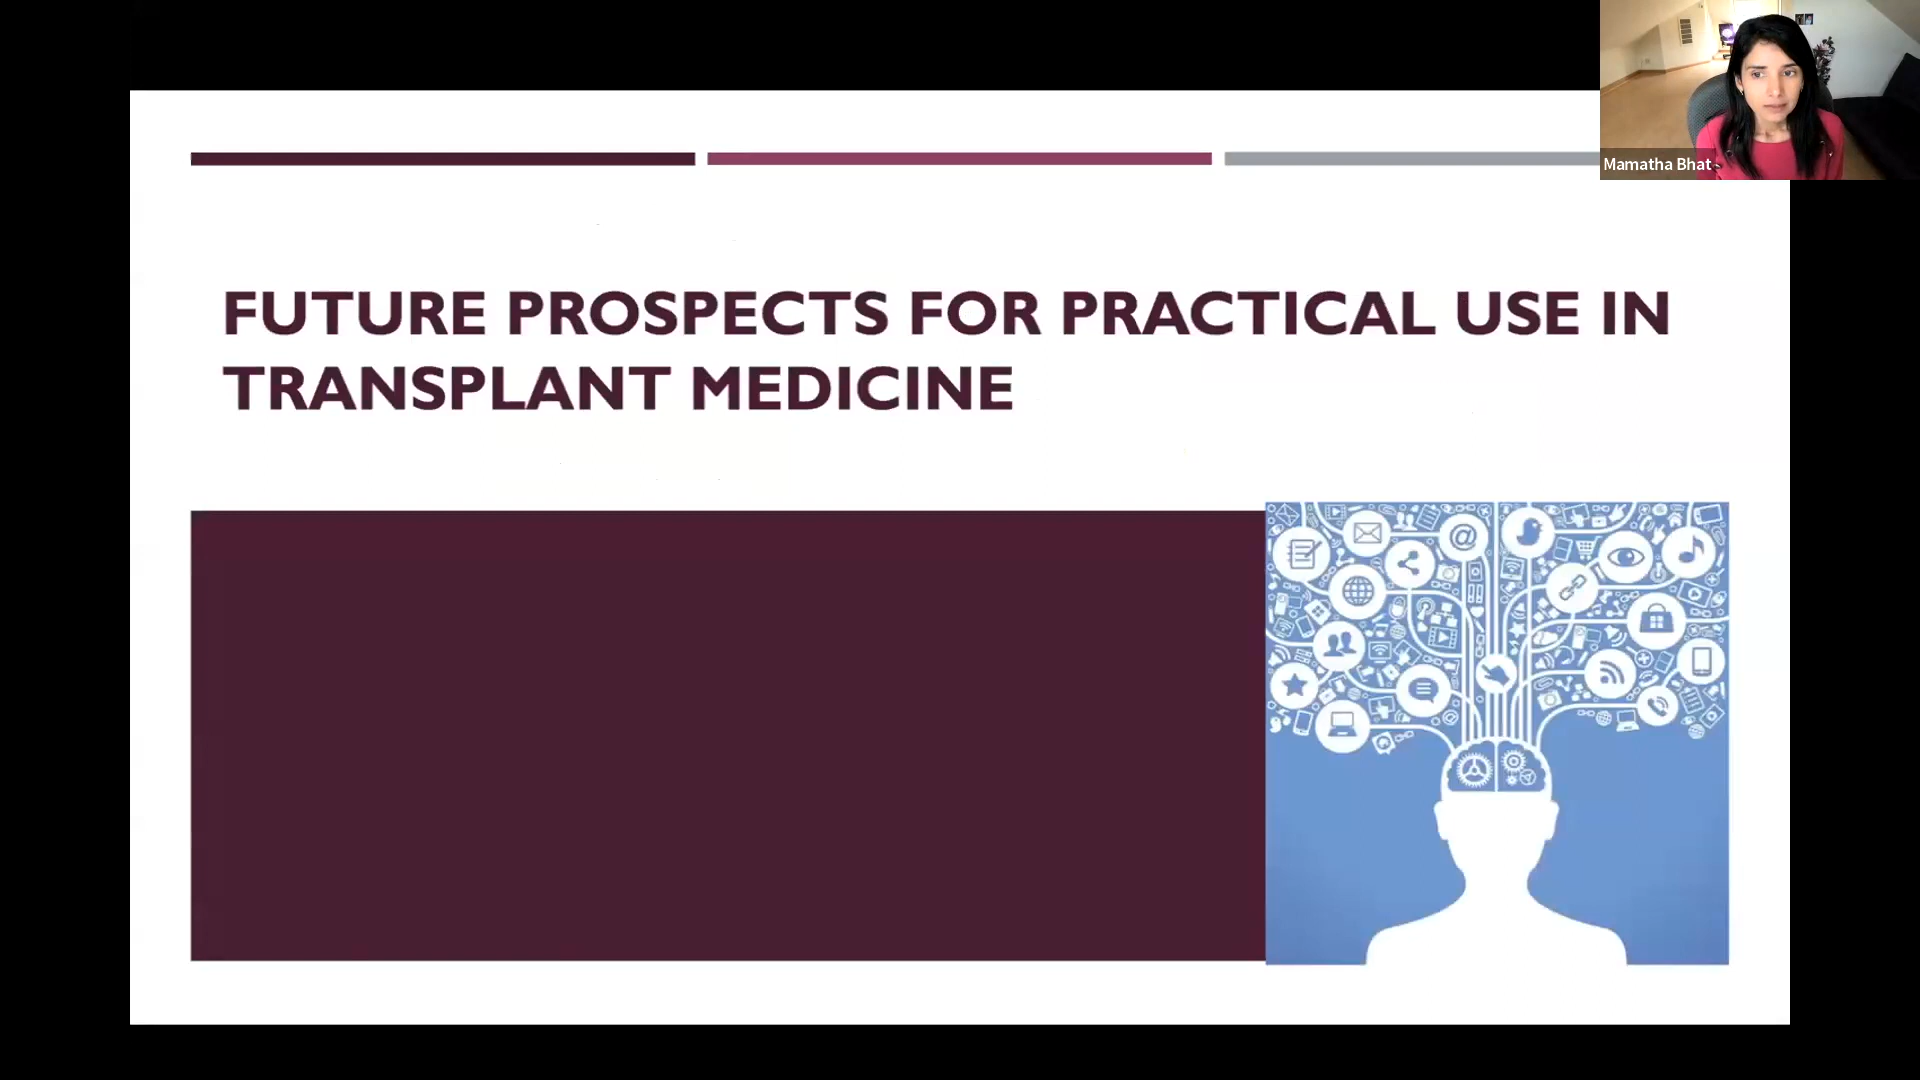 Mamatha Bhat
FUTURE PROSPECTS FOR PRACTICAL USE IN
TRANSPLANT MEDICINE